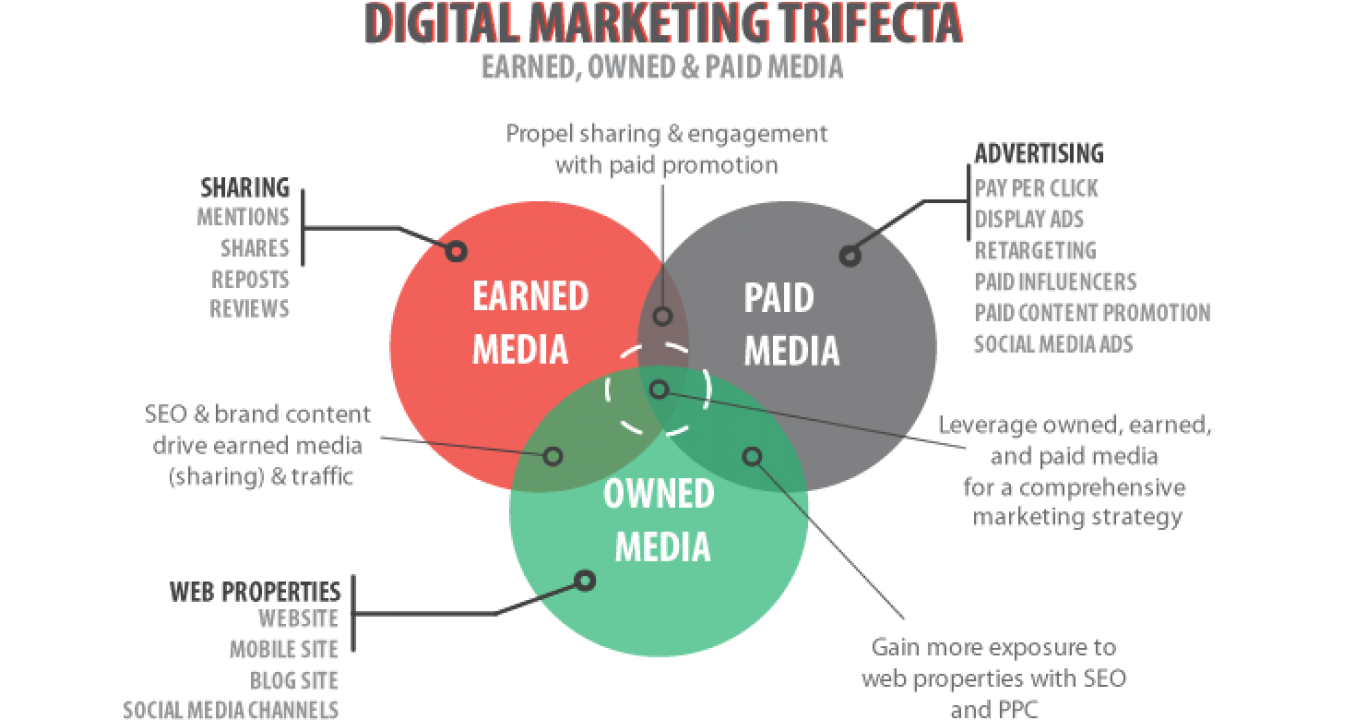 DIGITAL MARKETING TRIFECTA
EARNED, OWNED & PAID MEDIA
Propel sharing & engagement
with paid promotion
SHARING
MENTIONS
SHARES
REPOSTS
REVIEWS
ADVERTISING
PAY PER CLICK
DISPLAY ADS
RETARGETING
PAID INFLUENCERS
PAID CONTENT PROMOTION
SOCIAL MEDIA ADS
EARNED
MEDIA
PAID
MEDIA
SEO & brand content
drive earned media
(sharing) & traffic
Leverage owned, earned,
and paid media
for a comprehensive
marketing strategy
OWNED
MEDIA
WEB PROPERTIES
WEBSITE
MOBILE SITE
BLOG SITE
SOCIAL MEDIA CHANNELS
Gain more exposure to
web properties with SEO
and PPC